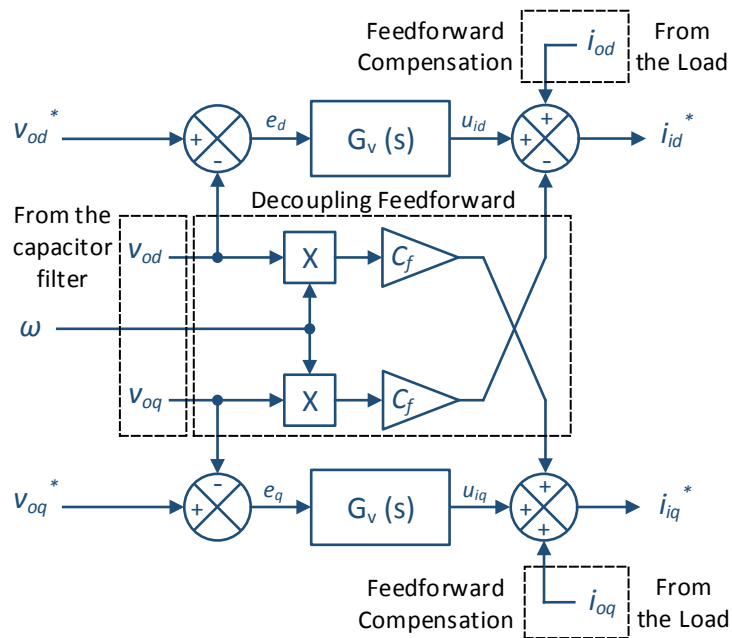 Feedforward
Compensation
i_od
From
the Load
v_od*
+
-
e_d
G_v (s)
u_id
+
+
-
i_id*
Decoupling Feedforward
From the
capacitor
filter
v_od
X
C_f
ω
v_oq
X
C_f
v_oq*
-
+
e_q
G_v (s)
u_iq
+
+
+
i_iq*
Feedforward
Compensation
i_oq
From
the Load